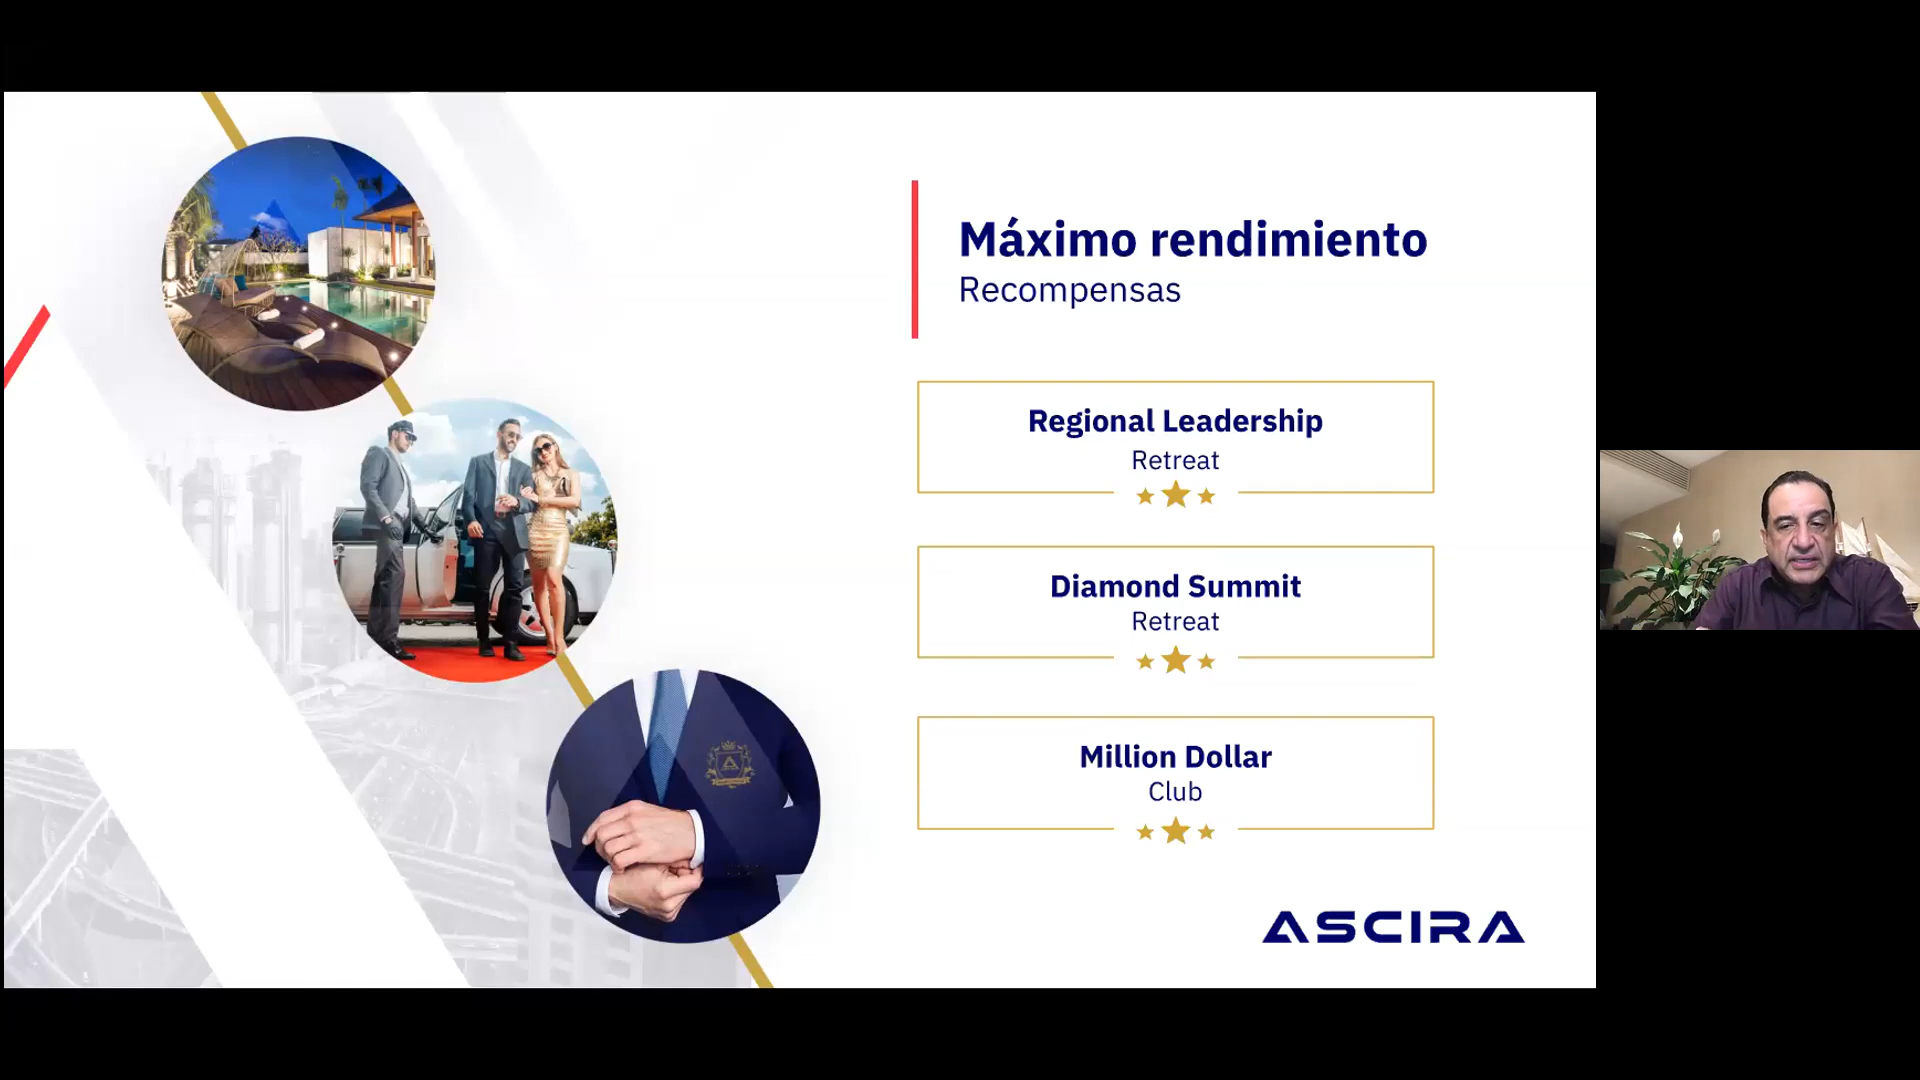 Máximo rendimiento
Recompensas
Regional Leadership
Retreat
Diamond Summit
Retreat
Million Dollar
Club
ASCIRA